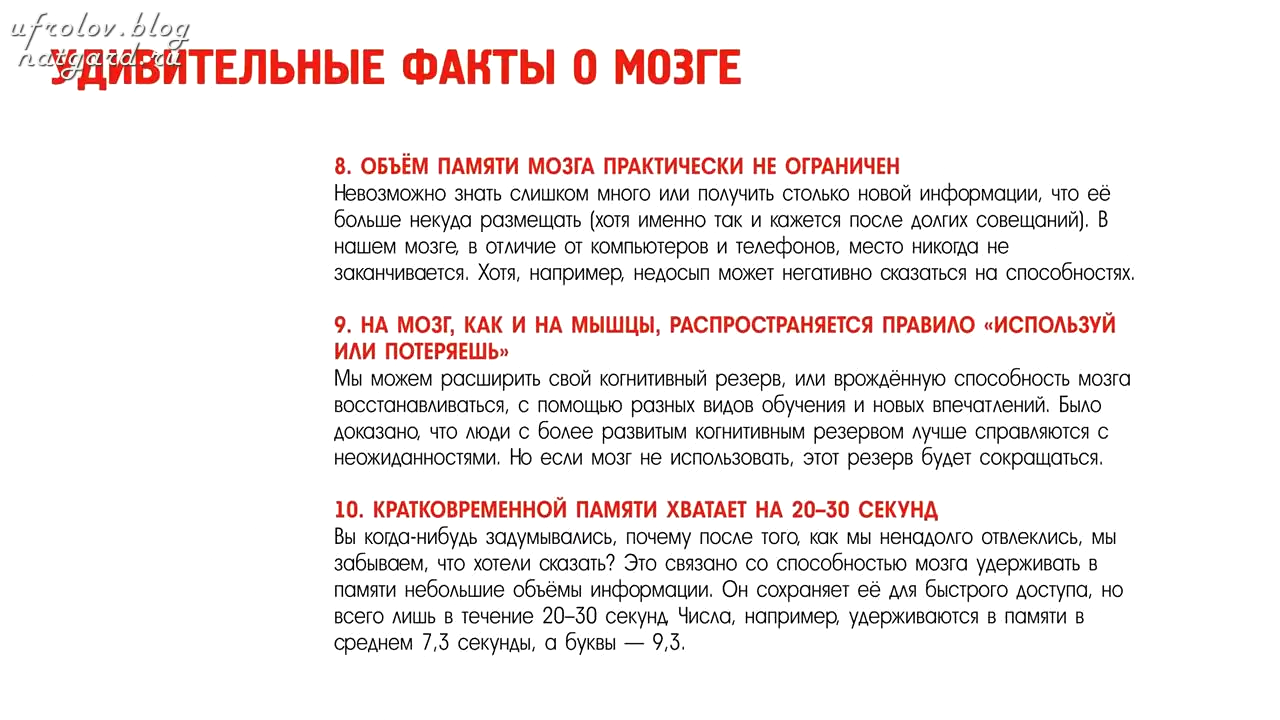 ufrolov.blog
natgard.ru
УДИВИТЕЛЬНЫЕ ФАКТЫ О МОЗГЕ
8. ОБЪЁМ ПАМЯТИ МОЗГА ПРАКТИЧЕСКИ НЕ ОГРАНИЧЕН
Невозможно знать слишком много или получить столько новой информации, что её
больше некуда размещать (хотя именно так и кажется после долгих совещаний). В
нашем мозге, в отличие от компьютеров и телефонов, место никогда не
заканчивается. Хотя, например, недосып может негативно сказаться на способностях.
9. НА МОЗГ, КАК И НА МЫШЦЫ, РАСПРОСТРАНЯЕТСЯ ПРАВИЛО «ИСПОЛЬЗУЙ
ИЛИ ПОТЕРЯЕШЬ»
Мы можем расширить свой когнитивный резерв, или врождённую способность мозга
восстанавливаться, с помощью разных видов обучения и новых впечатлений. Было
доказано, что люди с более развитым когнитивным резервом лучше справляются с
неожиданностями. Но если мозг не использовать, этот резерв будет сокращаться.
10. КРАТКОВРЕМЕННОЙ ПАМЯТИ ХВАТАЕТ НА 20–30 СЕКУНД
Вы когда-нибудь задумывались, почему после того, как мы ненадолго отвлеклись, мы
забываем, что хотели сказать? Это связано со способностью мозга удерживать в
памяти небольшие объёмы информации. Он сохраняет её для быстрого доступа, но
всего лишь в течение 20–30 секунд. Числа, например, удерживаются в памяти в
среднем 7,3 секунды, а буквы — 9,3.